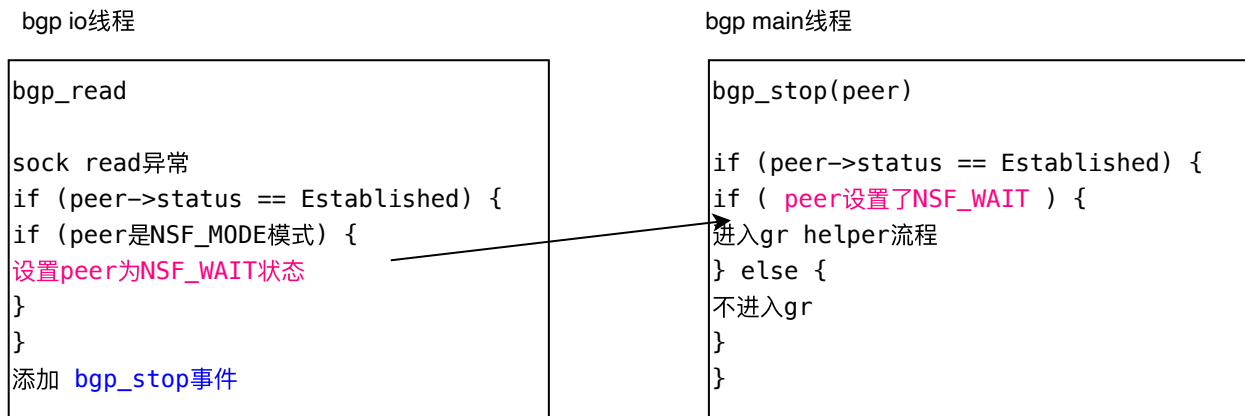 bgp io线程
bgp_read
sock read异常
if (peer->status == Established) {
if (peer是NSF_MODE模式) {
设置peer为NSF_WAIT状态
}
}
添加 bgp_stop事件
bgp main线程
bgp_stop(peer)
if (peer->status == Established) {
if ( peer设置了NSF_WAIT ) {
进入gr helper流程
} else {
不进入gr
}
}